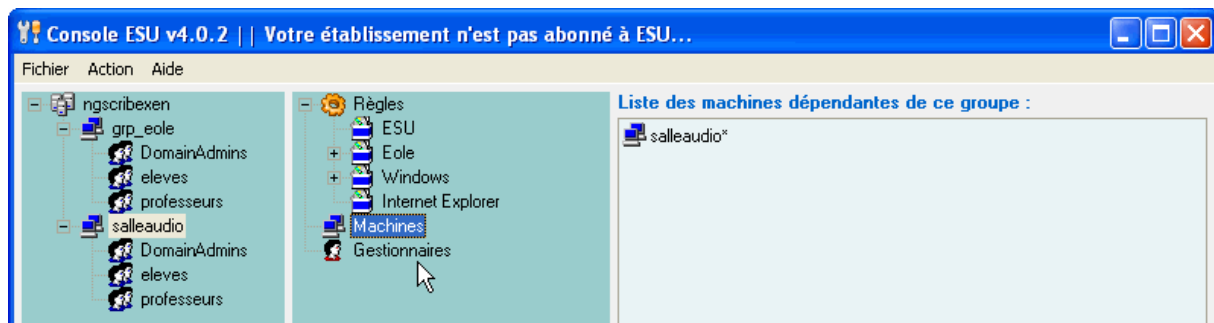 Console ESU v4.0.2 || Votre établissement n'est pas abonné à ESU...
Fichier Action Aide
ngscribexen
grp_eole
DomainAdmins
eleves
professeurs
salleaudio
DomainAdmins
eleves
professeurs
Règles
ESU
Eole
Windows
Internet Explorer
Machines
Gestionnaires
Liste des machines dépendantes de ce groupe :
salleaudio*